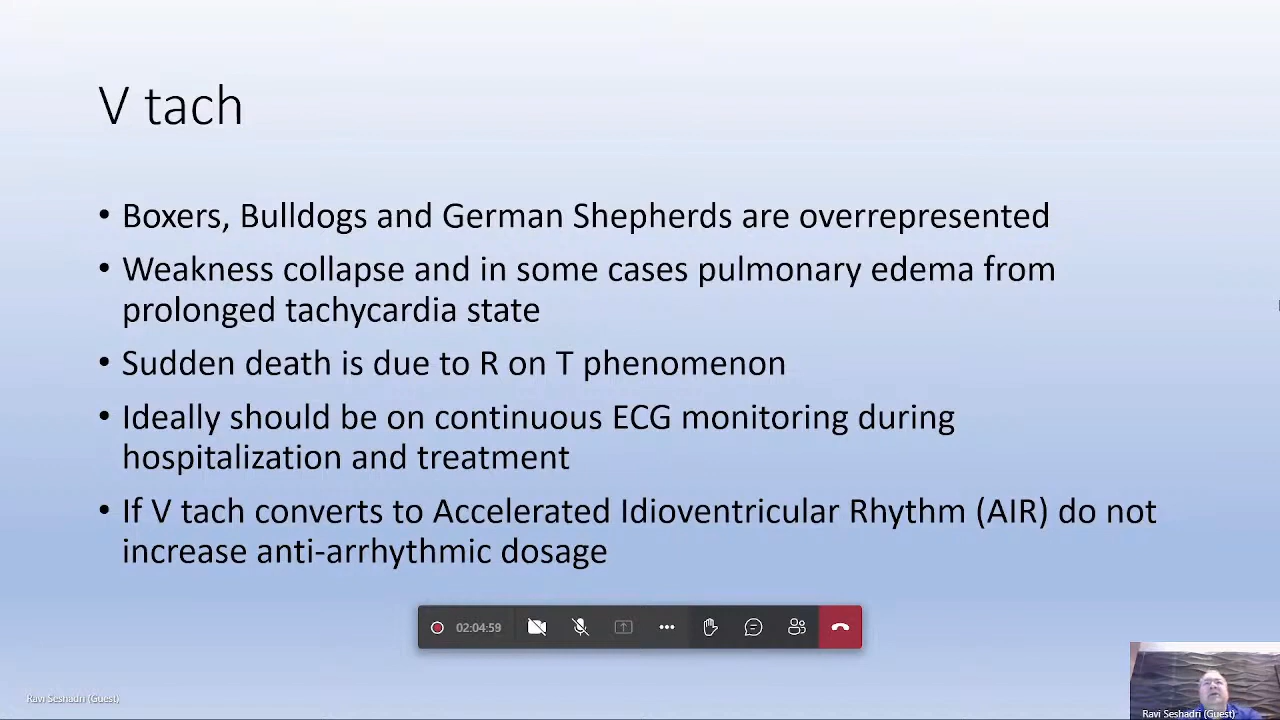 V tach
• Boxers, Bulldogs and German Shepherds are overrepresented
• Weakness collapse and in some cases pulmonary edema from
prolonged tachycardia state
• Sudden death is due to R on T phenomenon
• Ideally should be on continuous ECG monitoring during
hospitalization and treatment
• If V tach converts to Accelerated Idioventricular Rhythm (AIR) do not
increase anti-arrhythmic dosage
02:04:59
Ravi Seshadri (Guest)
Ravi Seshadri (Guest)